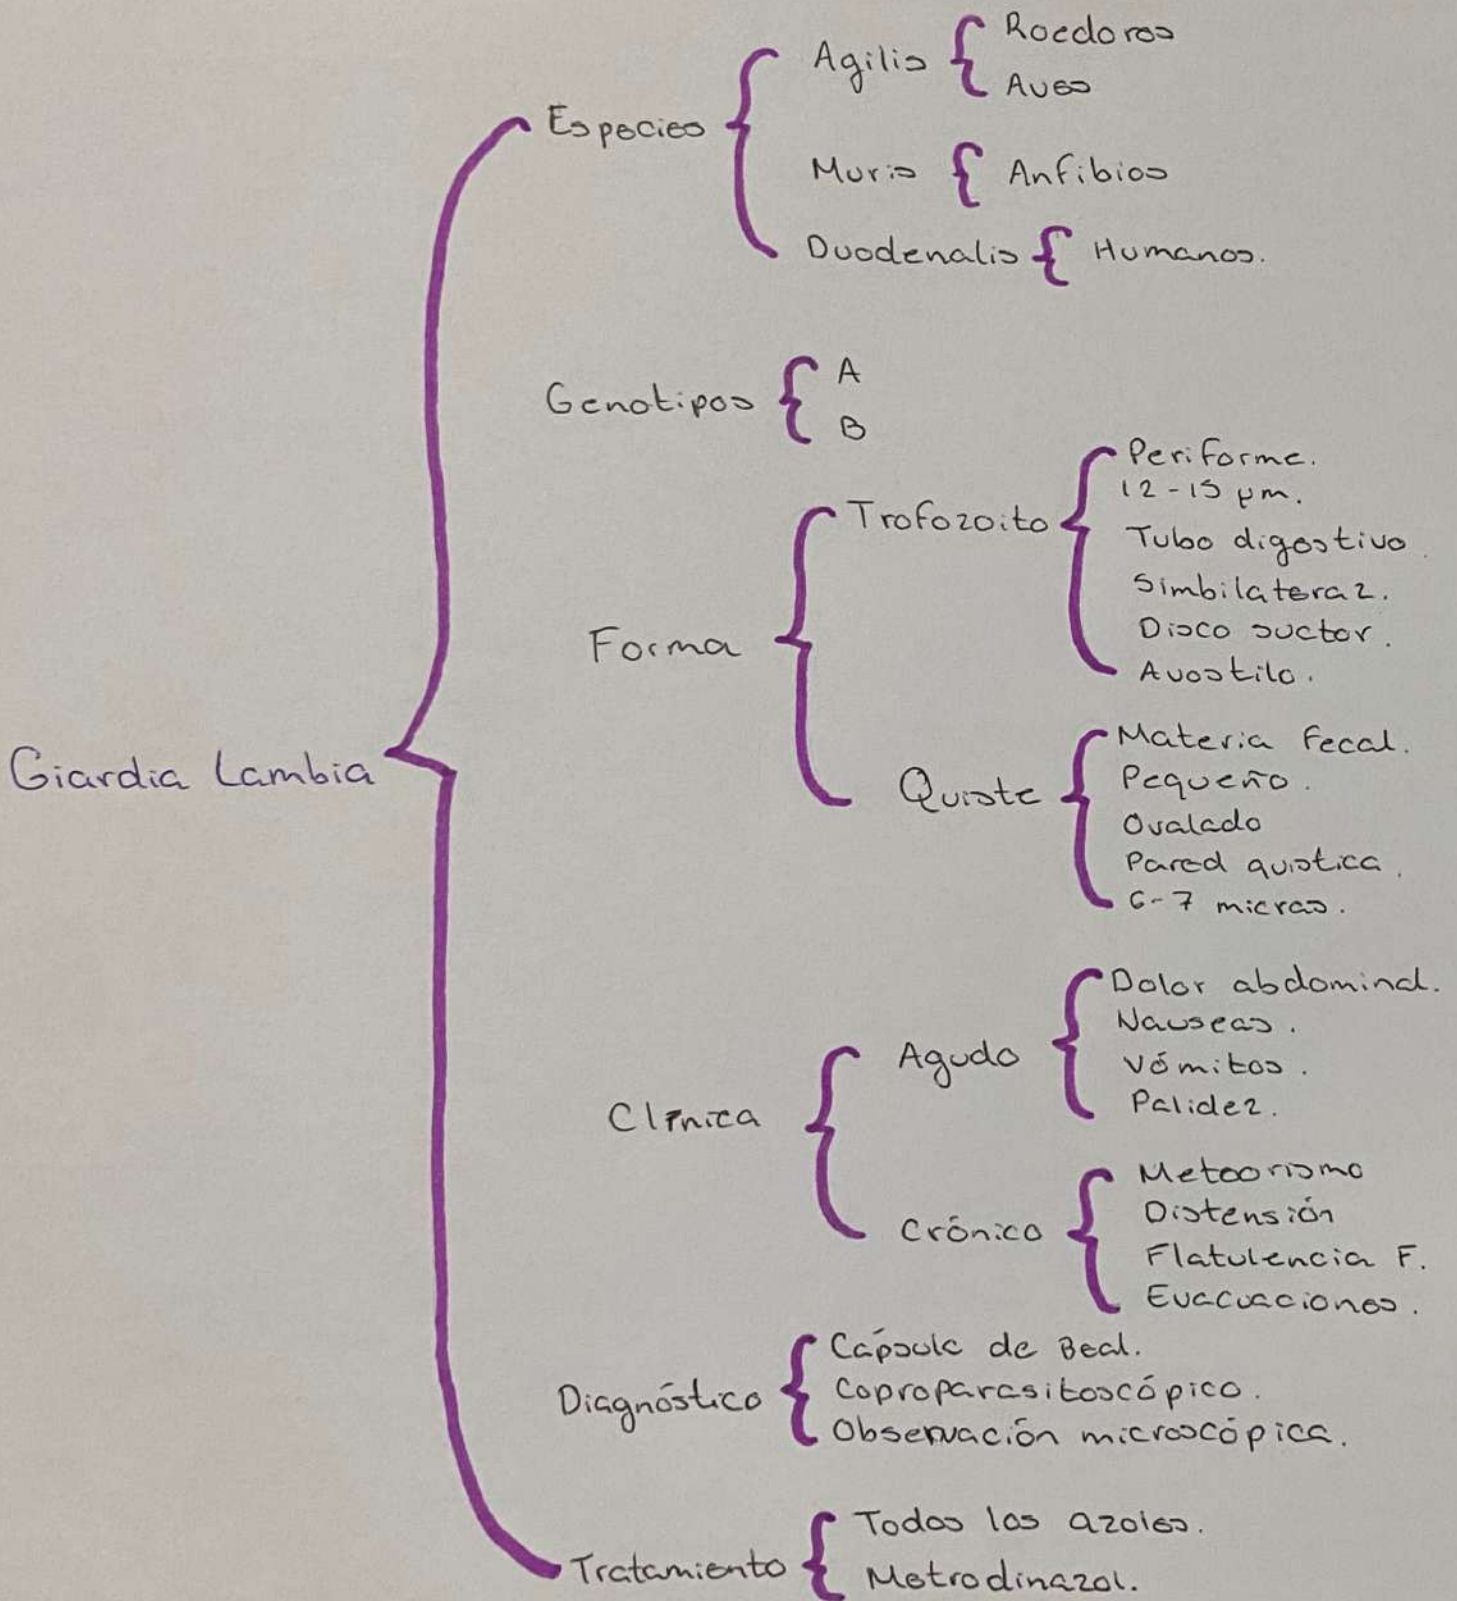 Giardia Lambia
Especies
Agilis
Roedores
Aves
Muris
Anfibios
Duodenalis
Humanos.
Genotipos
A
B
Forma
Trofozoito
Periforme.
12-15 µm.
Tubo digestivo.
Simbilateral.
Disco suctor.
Quiste
Materia fecal.
Pequeño.
Ovalado
Pared quistica.
6-7 micras.
Clínica
Agudo
Dolor abdominal.
Nauseas.
Vómitos.
Palidez.
Crónico
Meteorismo
Distensión
Flatulencia F.
Evacuaciones.
Diagnóstico
Cápsula de Beal.
Coproparasitoscópico.
Observación microscópica.
Tratamiento
Todos los azoles.
Metrodinazol.